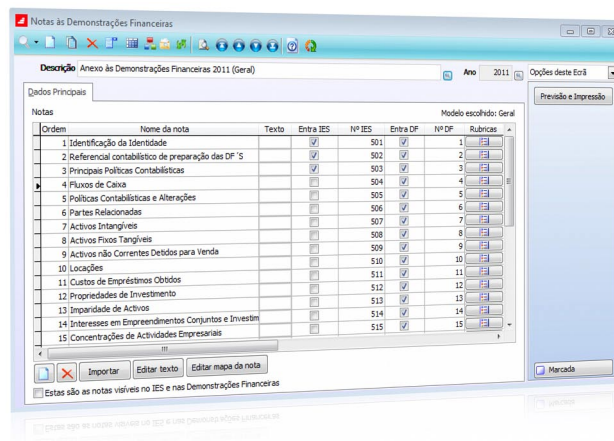 Notas às Demonstrações Financeiras
Descrição Anexo às Demonstrações Financeiras 2011 (Geral) Ano 2011 Opções deste Ecrã
Dados Principais Previsão e Impressão
Notas Modelo escolhido: Geral
Ordem Nome da nota Texto Entra IES Nº IES Entra DF Nº DF Rubricas
1 Identificação da Identidade 501 1
2 Referencial contabilístico de preparação das DF 'S 502 2
3 Principais Políticas Contabilísticas 503 3
4 Fluxos de Caixa 504 4
5 Políticas Contabilísticas e Alterações 505 5
6 Partes Relacionadas 506 6
7 Activos Intangíveis 507 7
8 Activos Fixos Tangíveis 508 8
9 Activos não Correntes Detidos para Venda 509 9
10 Locações 510 10
11 Custos de Empréstimos Obtidos 511 11
12 Propriedades de Investimento 512 12
13 Imparidade de Activos 513 13
14 Interesses em Empreendimentos Conjuntos e Investim 514 14
15 Concentrações de Actividades Empresariais 515 15
Importar Editar texto Editar mapa da nota Marcada
Estas são as notas visíveis no IES e nas Demonstrações Financeiras